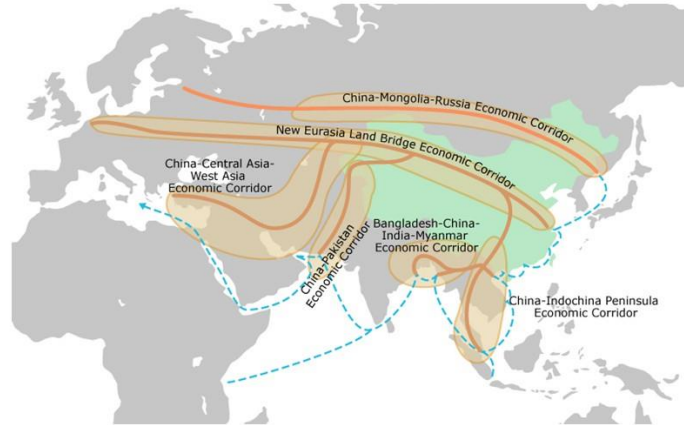 China-Mongolia-Russia Economic Corridor
New Eurasia Land Bridge Economic Corridor
China-Central Asia-
West Asia
Economic Corridor
China-Pakistan
Economic Corridor
Bangladesh-China-
India-Myanmar
Economic Corridor
China-Indochina Peninsula
Economic Corridor